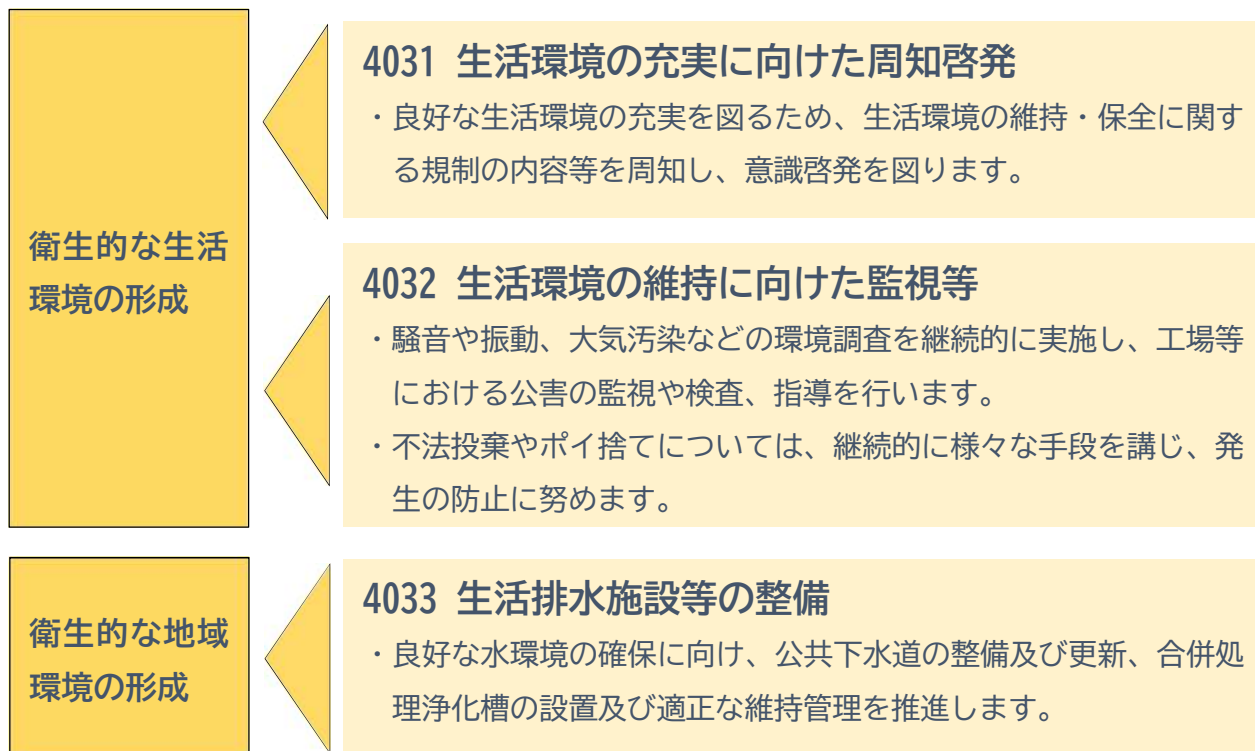 衛生的な生活
環境の形成
4031 生活環境の充実に向けた周知啓発
・良好な生活環境の充実を図るため、生活環境の維持・保全に関す
る規制の内容等を周知し、意識啓発を図ります。
4032 生活環境の維持に向けた監視等
・騒音や振動、大気汚染などの環境調査を継続的に実施し、工場等
における公害の監視や検査、指導を行います。
・不法投棄やポイ捨てについては、継続的に様々な手段を講じ、発
生の防止に努めます。
衛生的な地域
環境の形成
4033 生活排水施設等の整備
・良好な水環境の確保に向け、公共下水道の整備及び更新、合併処
理浄化槽の設置及び適正な維持管理を推進します。